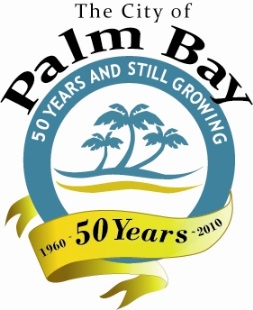 The City of
Palm Bay
50 YEARS AND STILL GROWING
1960 - 50 Years - 2010